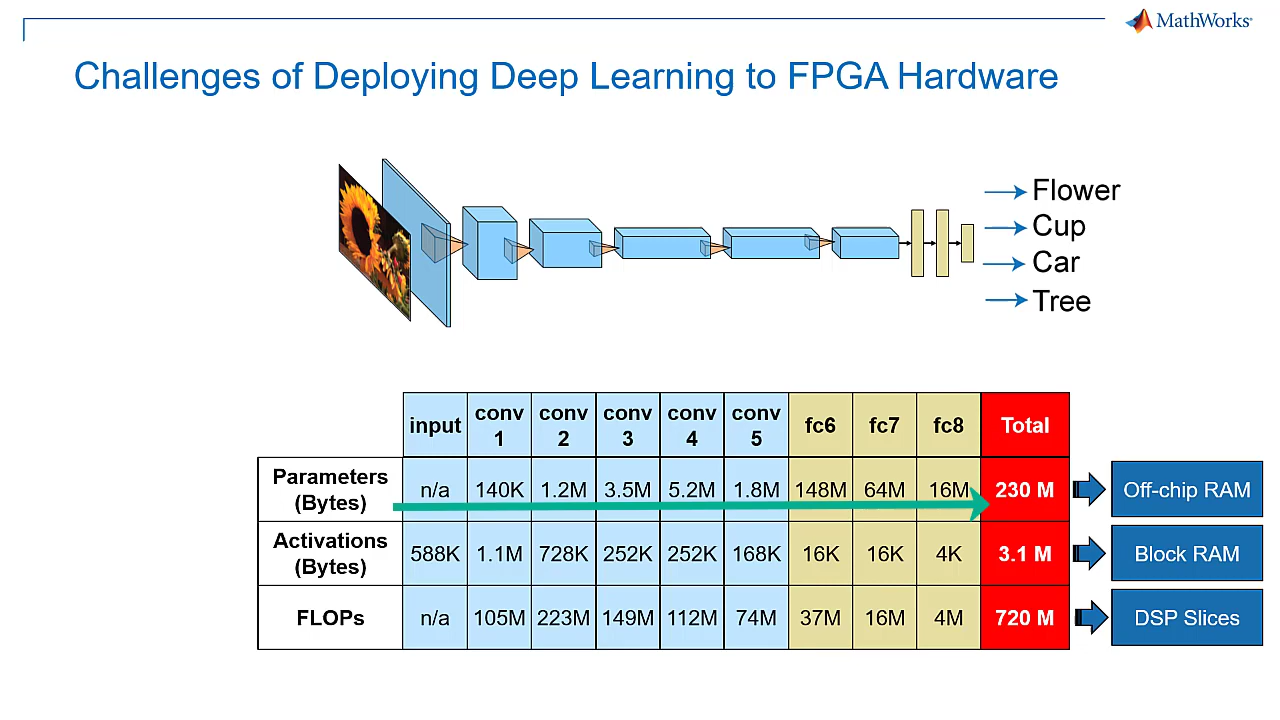 MathWorks
Challenges of Deploying Deep Learning to FPGA Hardware
Flower
Cup
Car
Tree
input conv 1 conv 2 conv 3 conv 4 conv 5 fc6 fc7 fc8 Total
Parameters (Bytes) n/a 140K 1.2M 3.5M 5.2M 1.8M 148M 64M 16M 230 M Off-chip RAM
Activations (Bytes) 588K 1.1M 728K 252K 252K 168K 16K 16K 4K 3.1 M Block RAM
FLOPs n/a 105M 223M 149M 112M 74M 37M 16M 4M 720 M DSP Slices